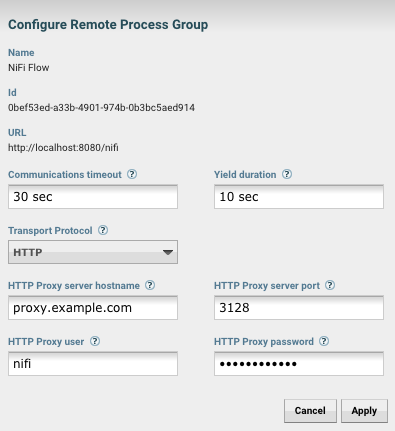 Configure Remote Process Group
Name
NiFi Flow
Id
0bef53ed-a33b-4901-974b-0b3bc5aed914
URL
http://localhost:8080/nifi
Communications timeout ? Yield duration ?
30 sec 10 sec
Transport Protocol ?
HTTP
HTTP Proxy server hostname ? HTTP Proxy server port ?
proxy.example.com 3128
HTTP Proxy user ? HTTP Proxy password ?
nifi ••••••••••••
Cancel Apply